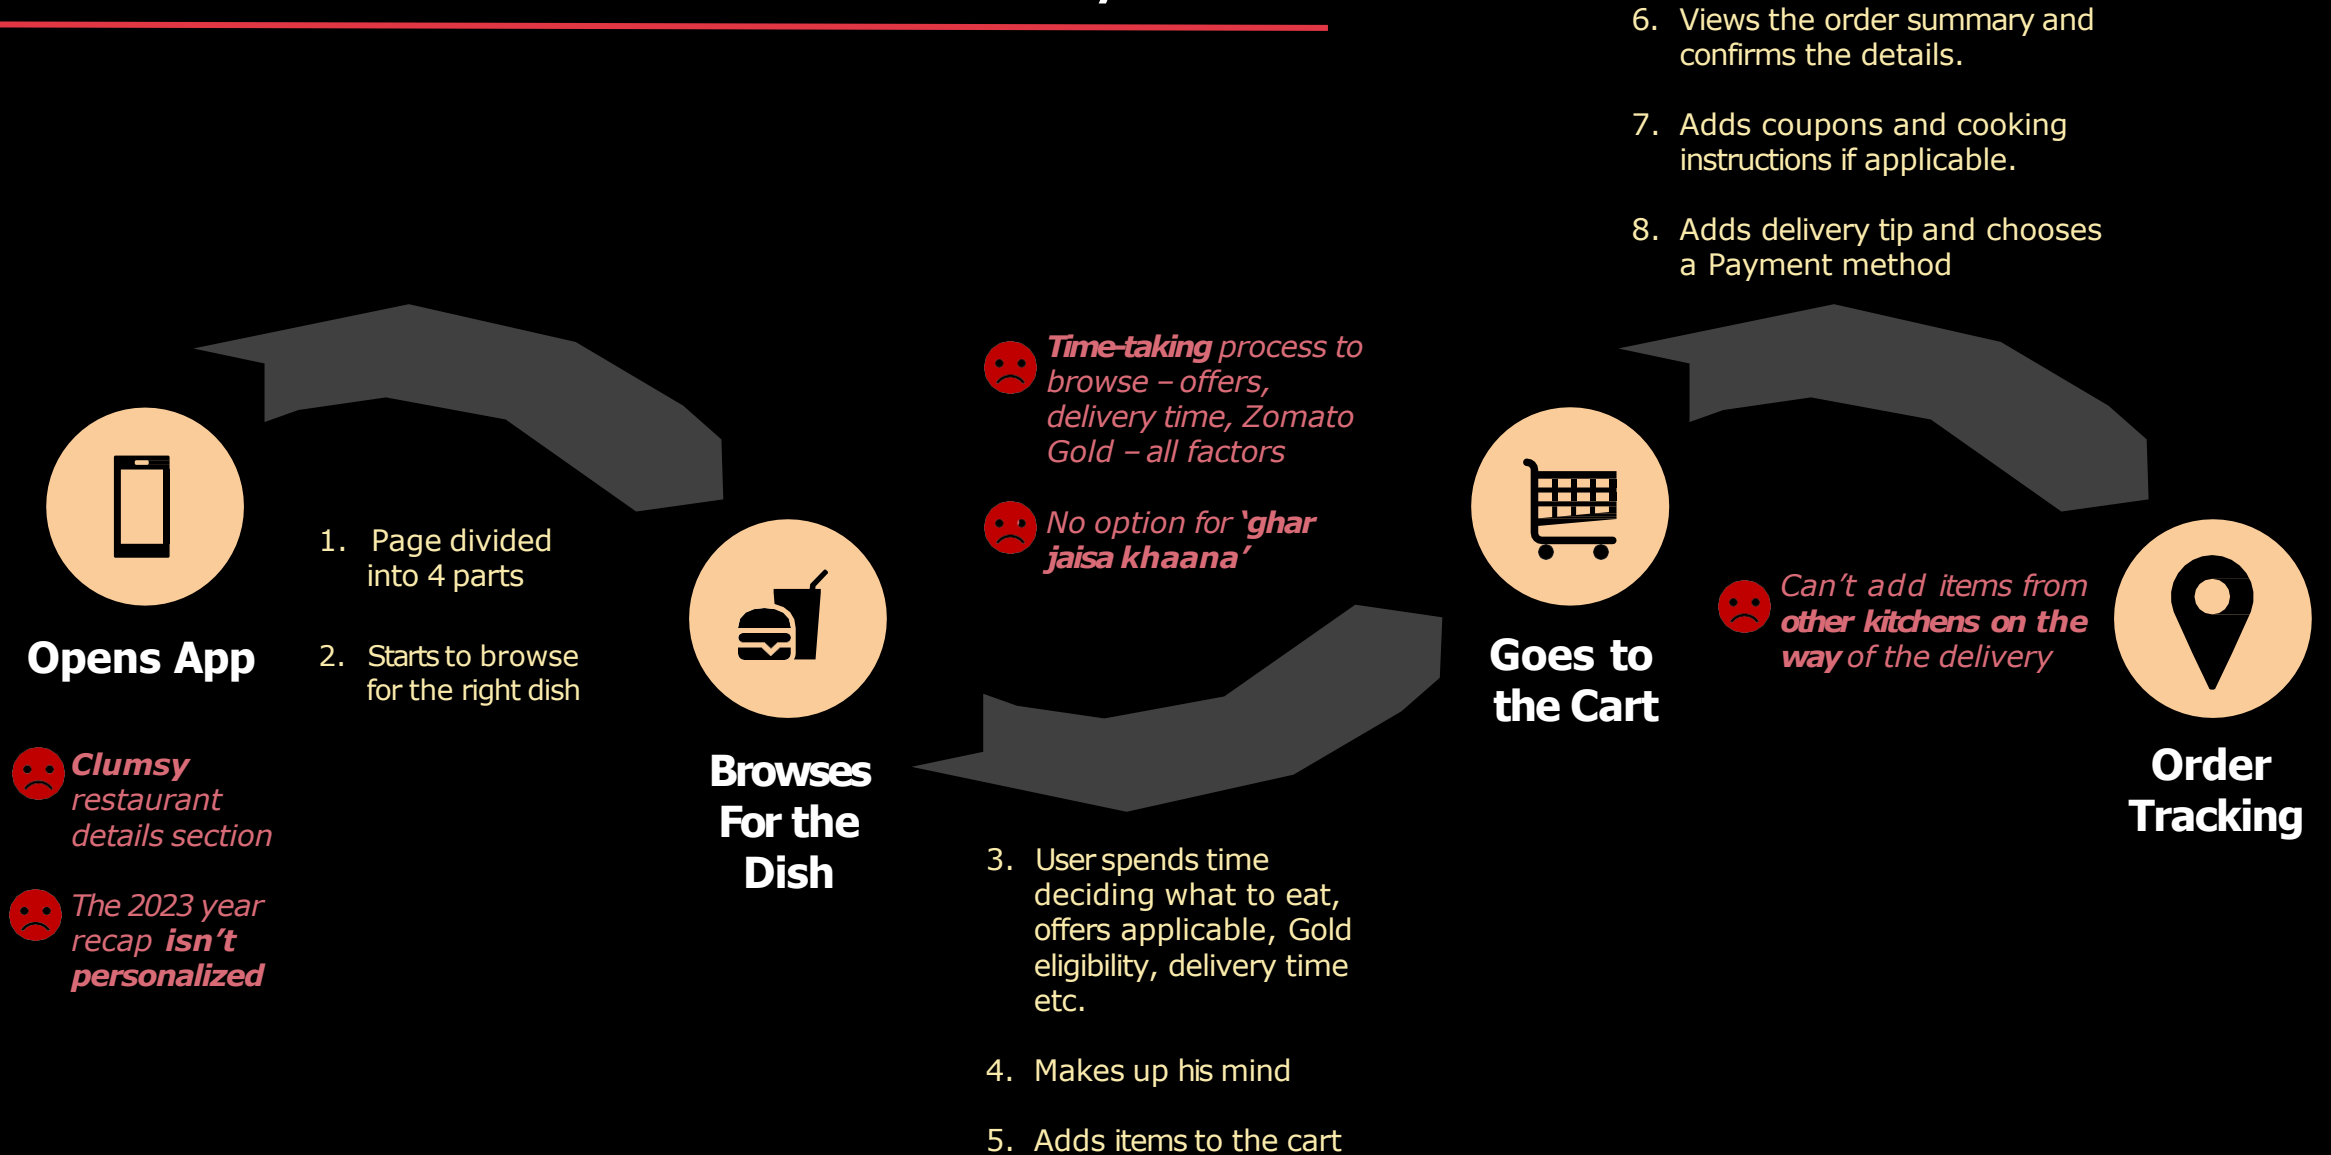 Opens App
Clumsy
restaurant
details section
The 2023 year
recap isn’t
personalized
1. Page divided
into 4 parts
2. Starts to browse
for the right dish
Browses
For the
Dish
Time-taking process to
browse – offers,
delivery time, Zomato
Gold – all factors
No option for ‘ghar
jaisa khaana’
3. User spends time
deciding what to eat,
offers applicable, Gold
eligibility, delivery time
etc.
4. Makes up his mind
5. Adds items to the cart
Goes to
the Cart
6. Views the order summary and
confirms the details.
7. Adds coupons and cooking
instructions if applicable.
8. Adds delivery tip and chooses
a Payment method
Can’t add items from
other kitchens on the
way of the delivery
Order
Tracking